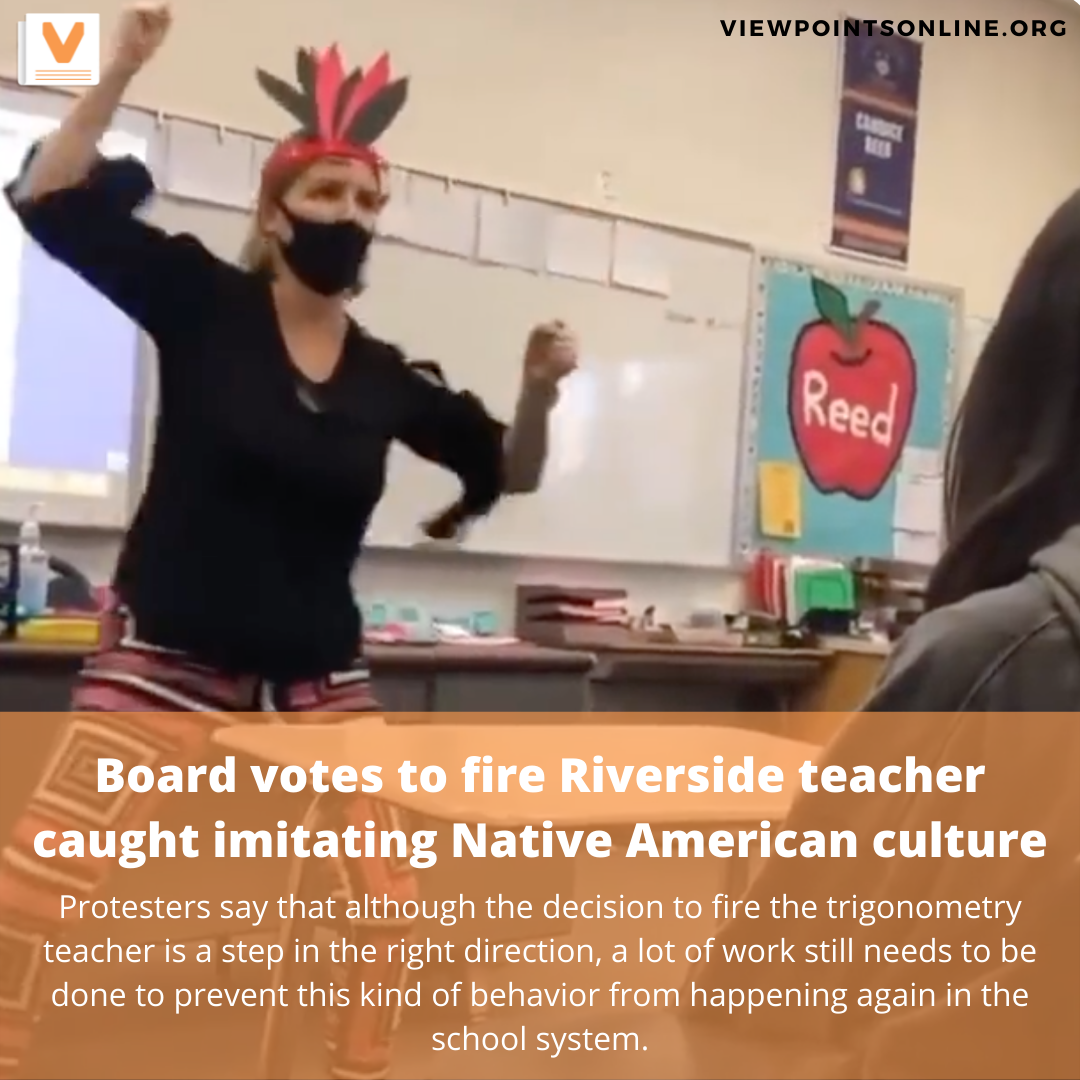 V
VIEWPOINTSONLINE.ORG
CANDICE
REED
Reed
Board votes to fire Riverside teacher
caught imitating Native American culture
Protesters say that although the decision to fire the trigonometry
teacher is a step in the right direction, a lot of work still needs to be
done to prevent this kind of behavior from happening again in the
school system.